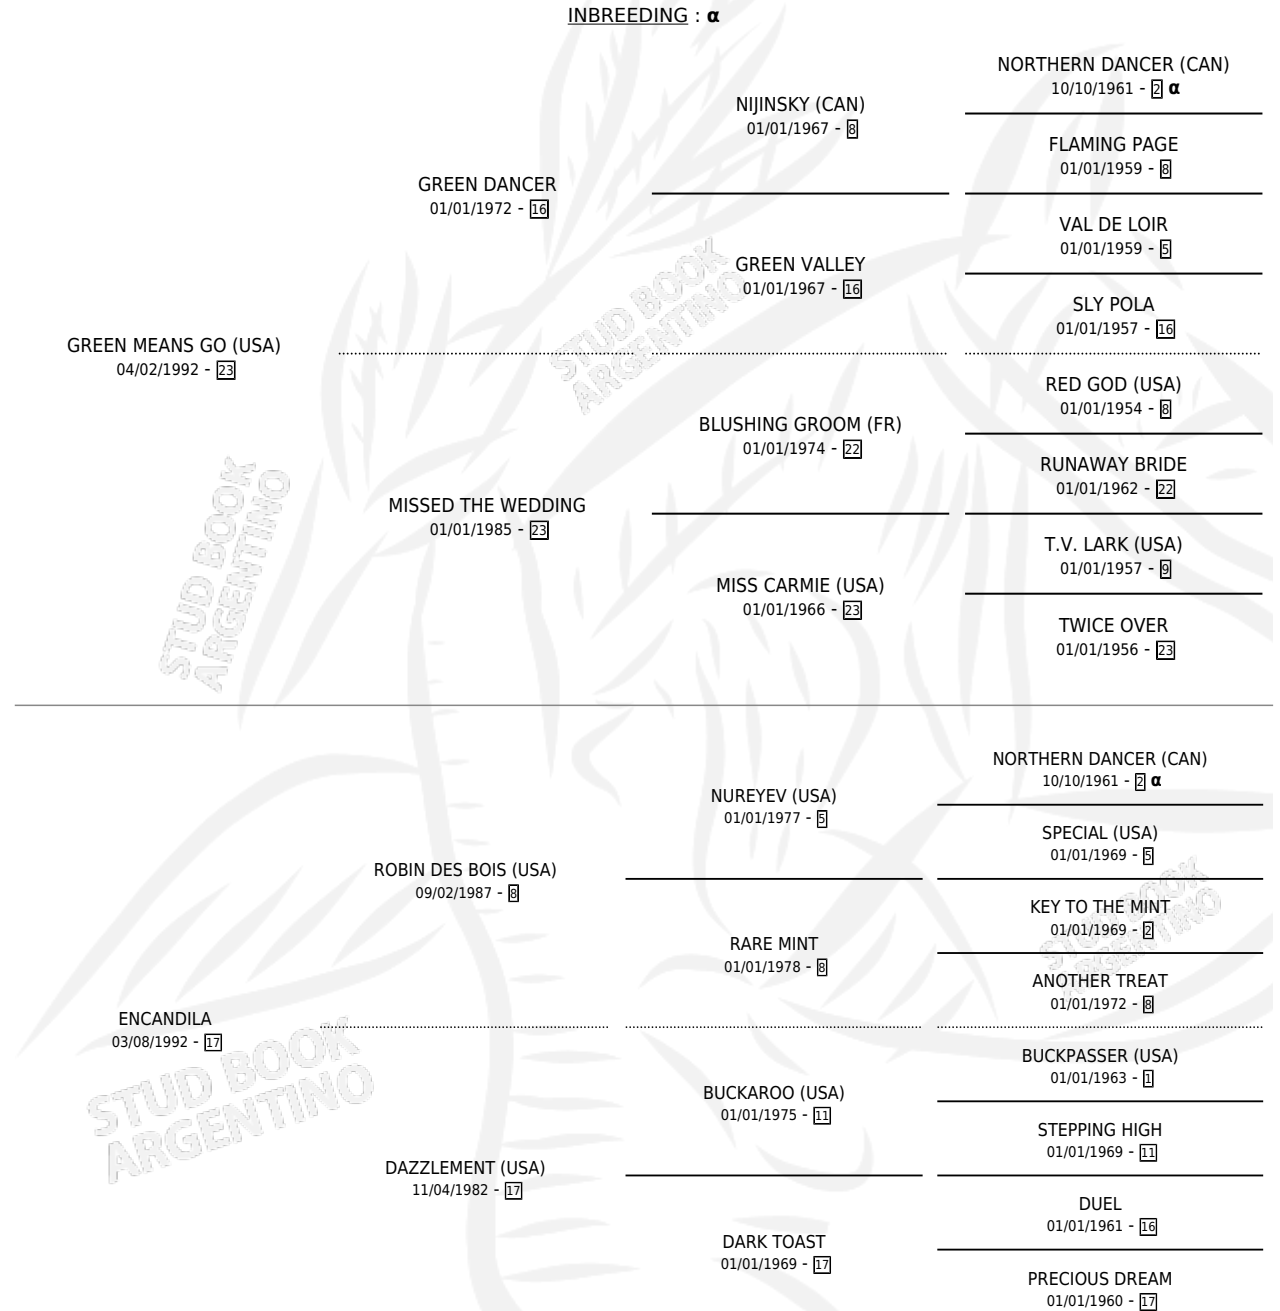 INBREEDING : α
NORTHERN DANCER (CAN)
10/10/1961 - 2 α
NIJINSKY (CAN)
01/01/1967 - 8
FLAMING PAGE
01/01/1959 - 8
GREEN DANCER
01/01/1972 - 16
VAL DE LOIR
01/01/1959 - 5
GREEN VALLEY
01/01/1967 - 16
SLY POLA
01/01/1957 - 16
GREEN MEANS GO (USA)
04/02/1992 - 23
RED GOD (USA)
01/01/1954 - 8
BLUSHING GROOM (FR)
01/01/1974 - 22
RUNAWAY BRIDE
01/01/1962 - 22
MISSED THE WEDDING
01/01/1985 - 23
T.V. LARK (USA)
01/01/1957 - 9
MISS CARMIE (USA)
01/01/1966 - 23
TWICE OVER
01/01/1956 - 23
NORTHERN DANCER (CAN)
10/10/1961 - 2 α
NUREYEV (USA)
01/01/1977 - 5
SPECIAL (USA)
01/01/1969 - 5
ROBIN DES BOIS (USA)
09/02/1987 - 8
KEY TO THE MINT
01/01/1969 - 2
RARE MINT
01/01/1978 - 8
ANOTHER TREAT
01/01/1972 - 8
ENCANDILA
03/08/1992 - 17
BUCKPASSER (USA)
01/01/1963 - 1
BUCKAROO (USA)
01/01/1975 - 11
STEPPING HIGH
01/01/1969 - 11
DAZZLEMENT (USA)
11/04/1982 - 17
DUEL
01/01/1961 - 16
DARK TOAST
01/01/1969 - 17
PRECIOUS DREAM
01/01/1960 - 17
STUD BOOK
ARGENTINO
STUD BOOK
ARGENTINO
STUD BOOK
ARGENTINO
STUD BOOK
ARGENTINO